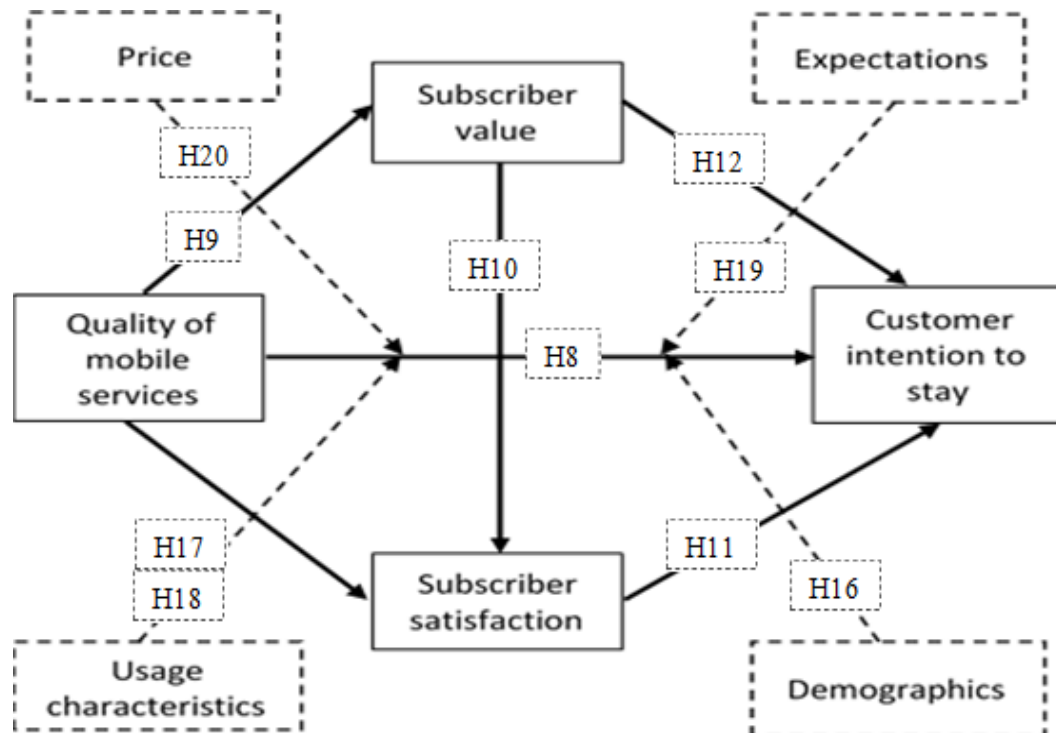 Price
Expectations
Subscriber
value
H20
H12
H9
H10
H19
Quality of
mobile
services
H8
Customer
intention to
stay
H17
H18
H11
H16
Subscriber
satisfaction
Usage
characteristics
Demographics